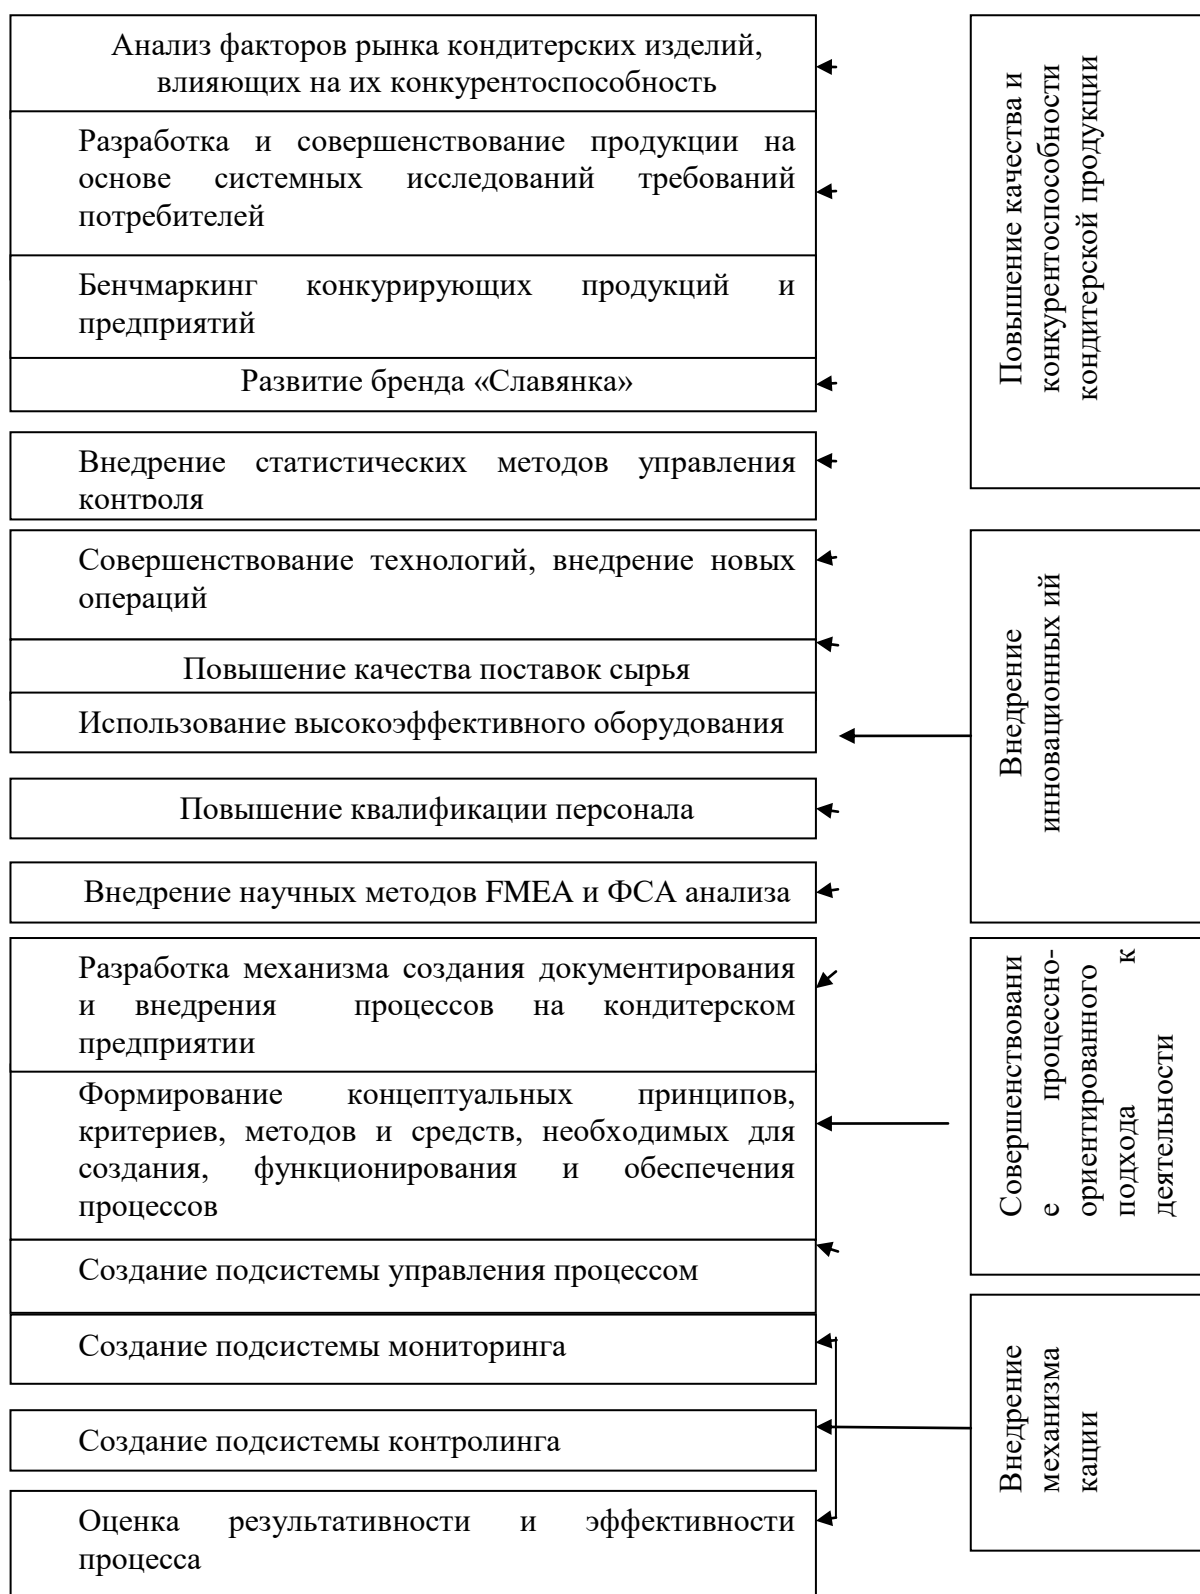 Анализ факторов рынка кондитерских изделий,
влияющих на их конкурентоспособность
Разработка и совершенствование продукции на
основе системных исследований требований
потребителей
Бенчмаркинг конкурирующих продукций и
предприятий
Развитие бренда «Славянка»
Внедрение статистических методов управления
контроля
Совершенствование технологий, внедрение новых
операций
Повышение качества поставок сырья
Использование высокоэффективного оборудования
Повышение квалификации персонала
Внедрение научных методов FMEA и ФСА анализа
Разработка механизма создания документирования
и внедрения процессов на кондитерском
предприятии
Формирование концептуальных принципов,
критериев, методов и средств, необходимых для
создания, функционирования и обеспечения
процессов
Создание подсистемы управления процессом
Создание подсистемы мониторинга
Создание подсистемы контролинга
Оценка результативности и эффективности
процесса
Повышение качества и
конкурентоспособности
кондитерской продукции
Внедрение
инновационных ий
Совершенствовани
е процессно-
ориентированного
подхода к
деятельности
Внедрение
механизма
кации